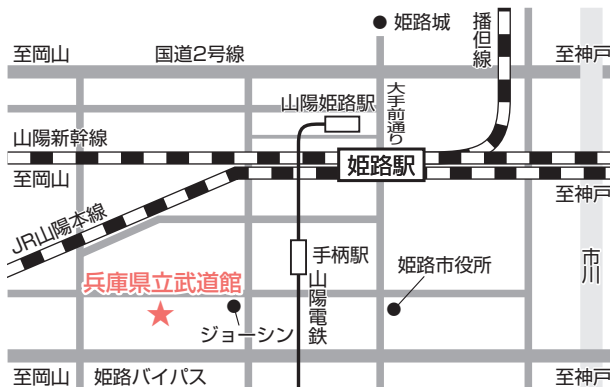 姫路城
播但線
至岡山
国道2号線
至神戸
山陽姫路駅
大手前通り
山陽新幹線
姫路駅
至岡山
至神戸
JR山陽本線
手柄駅
山陽電鉄
姫路市役所
市川
兵庫県立武道館
ジョーシン
至岡山
姫路バイパス
至神戸